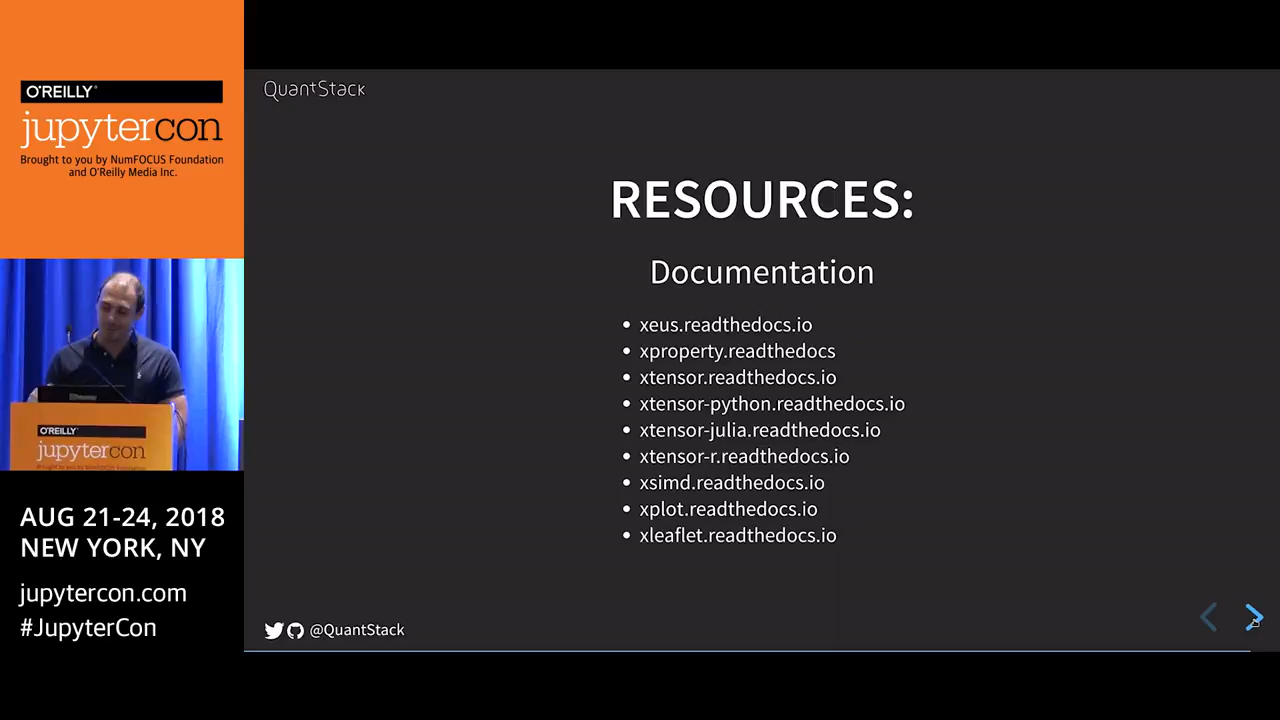 O'REILLY®
jupytercon
Brought to you by NumFOCUS Foundation
and O'Reilly Media Inc.
O'REILLY
jupytercon
AUG 21-24, 2018
NEW YORK, NY
jupytercon.com
#JupyterCon
QuantStack
RESOURCES:
Documentation
• xeus.readthedocs.io
• xproperty.readthedocs
• xtensor.readthedocs.io
• xtensor-python.readthedocs.io
• xtensor-julia.readthedocs.io
• xtensor-r.readthedocs.io
• xsimd.readthedocs.io
• xplot.readthedocs.io
• xleaflet.readthedocs.io
@QuantStack